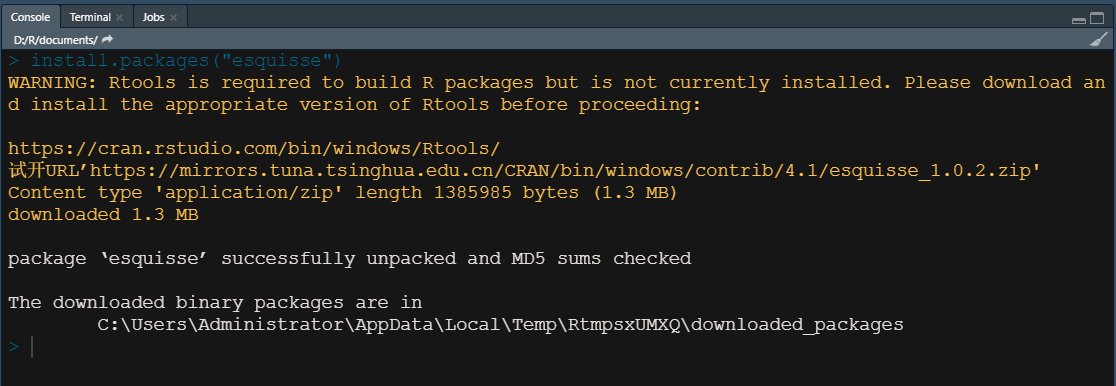 Console Terminal Jobs
D:/R/documents/
> install.packages("esquisse")
WARNING: Rtools is required to build R packages but is not currently installed. Please download an
d install the appropriate version of Rtools before proceeding:
https://cran.rstudio.com/bin/windows/Rtools/
试开URL’https://mirrors.tuna.tsinghua.edu.cn/CRAN/bin/windows/contrib/4.1/esquisse_1.0.2.zip'
Content type 'application/zip' length 1385985 bytes (1.3 MB)
downloaded 1.3 MB
package ‘esquisse’ successfully unpacked and MD5 sums checked
The downloaded binary packages are in
C:\Users\Administrator\AppData\Local\Temp\RtmpsxUMXQ\downloaded_packages
>